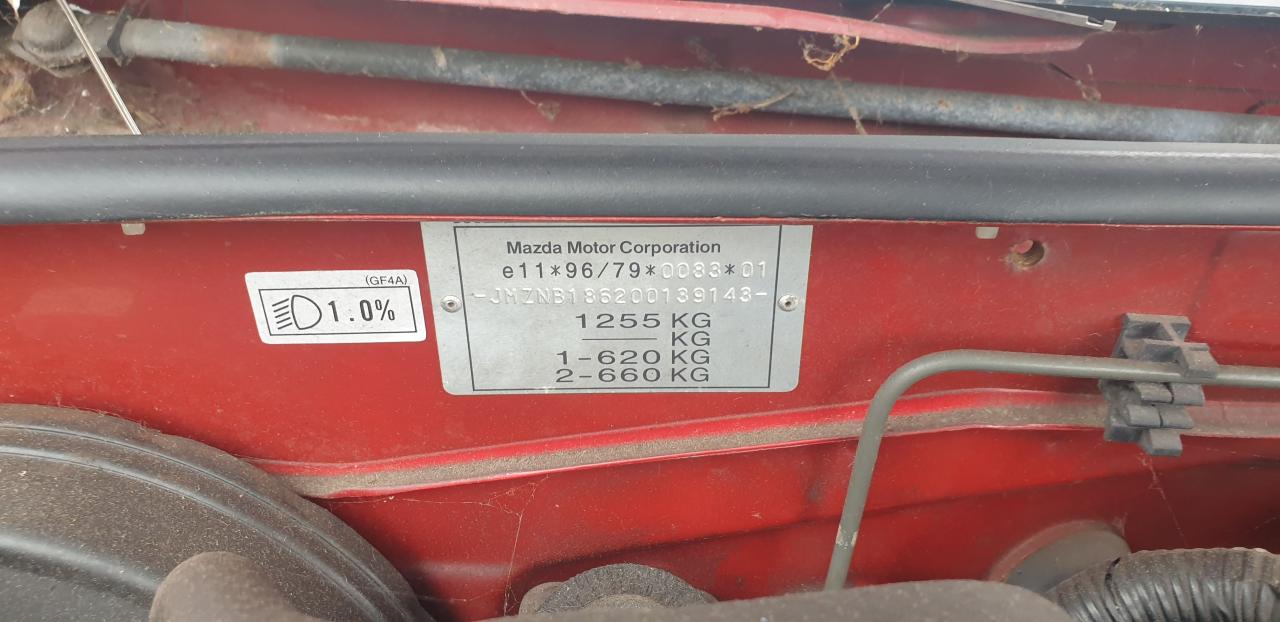 Mazda Motor Corporation
e11*96/79*0083*01
-JMZNB186200139143-
1255 KG
KG
1-620 KG
2-660 KG
(GF4A)
1.0%